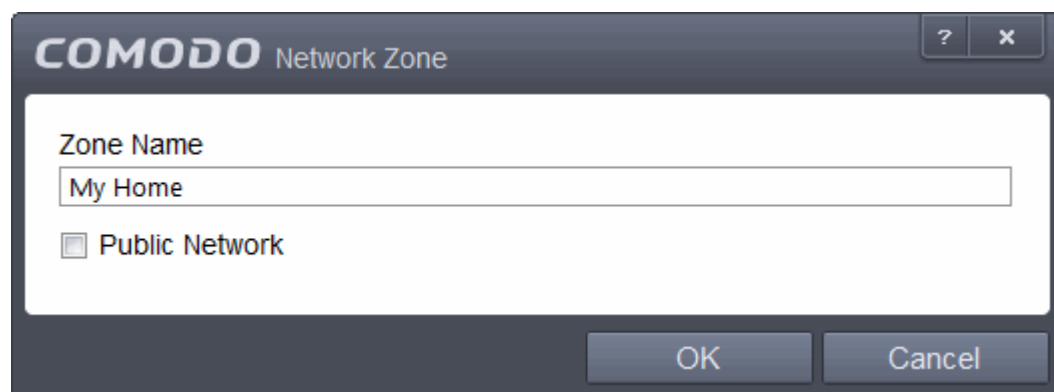 COMODO Network Zone ? ×
Zone Name
My Home
Public Network
OK Cancel